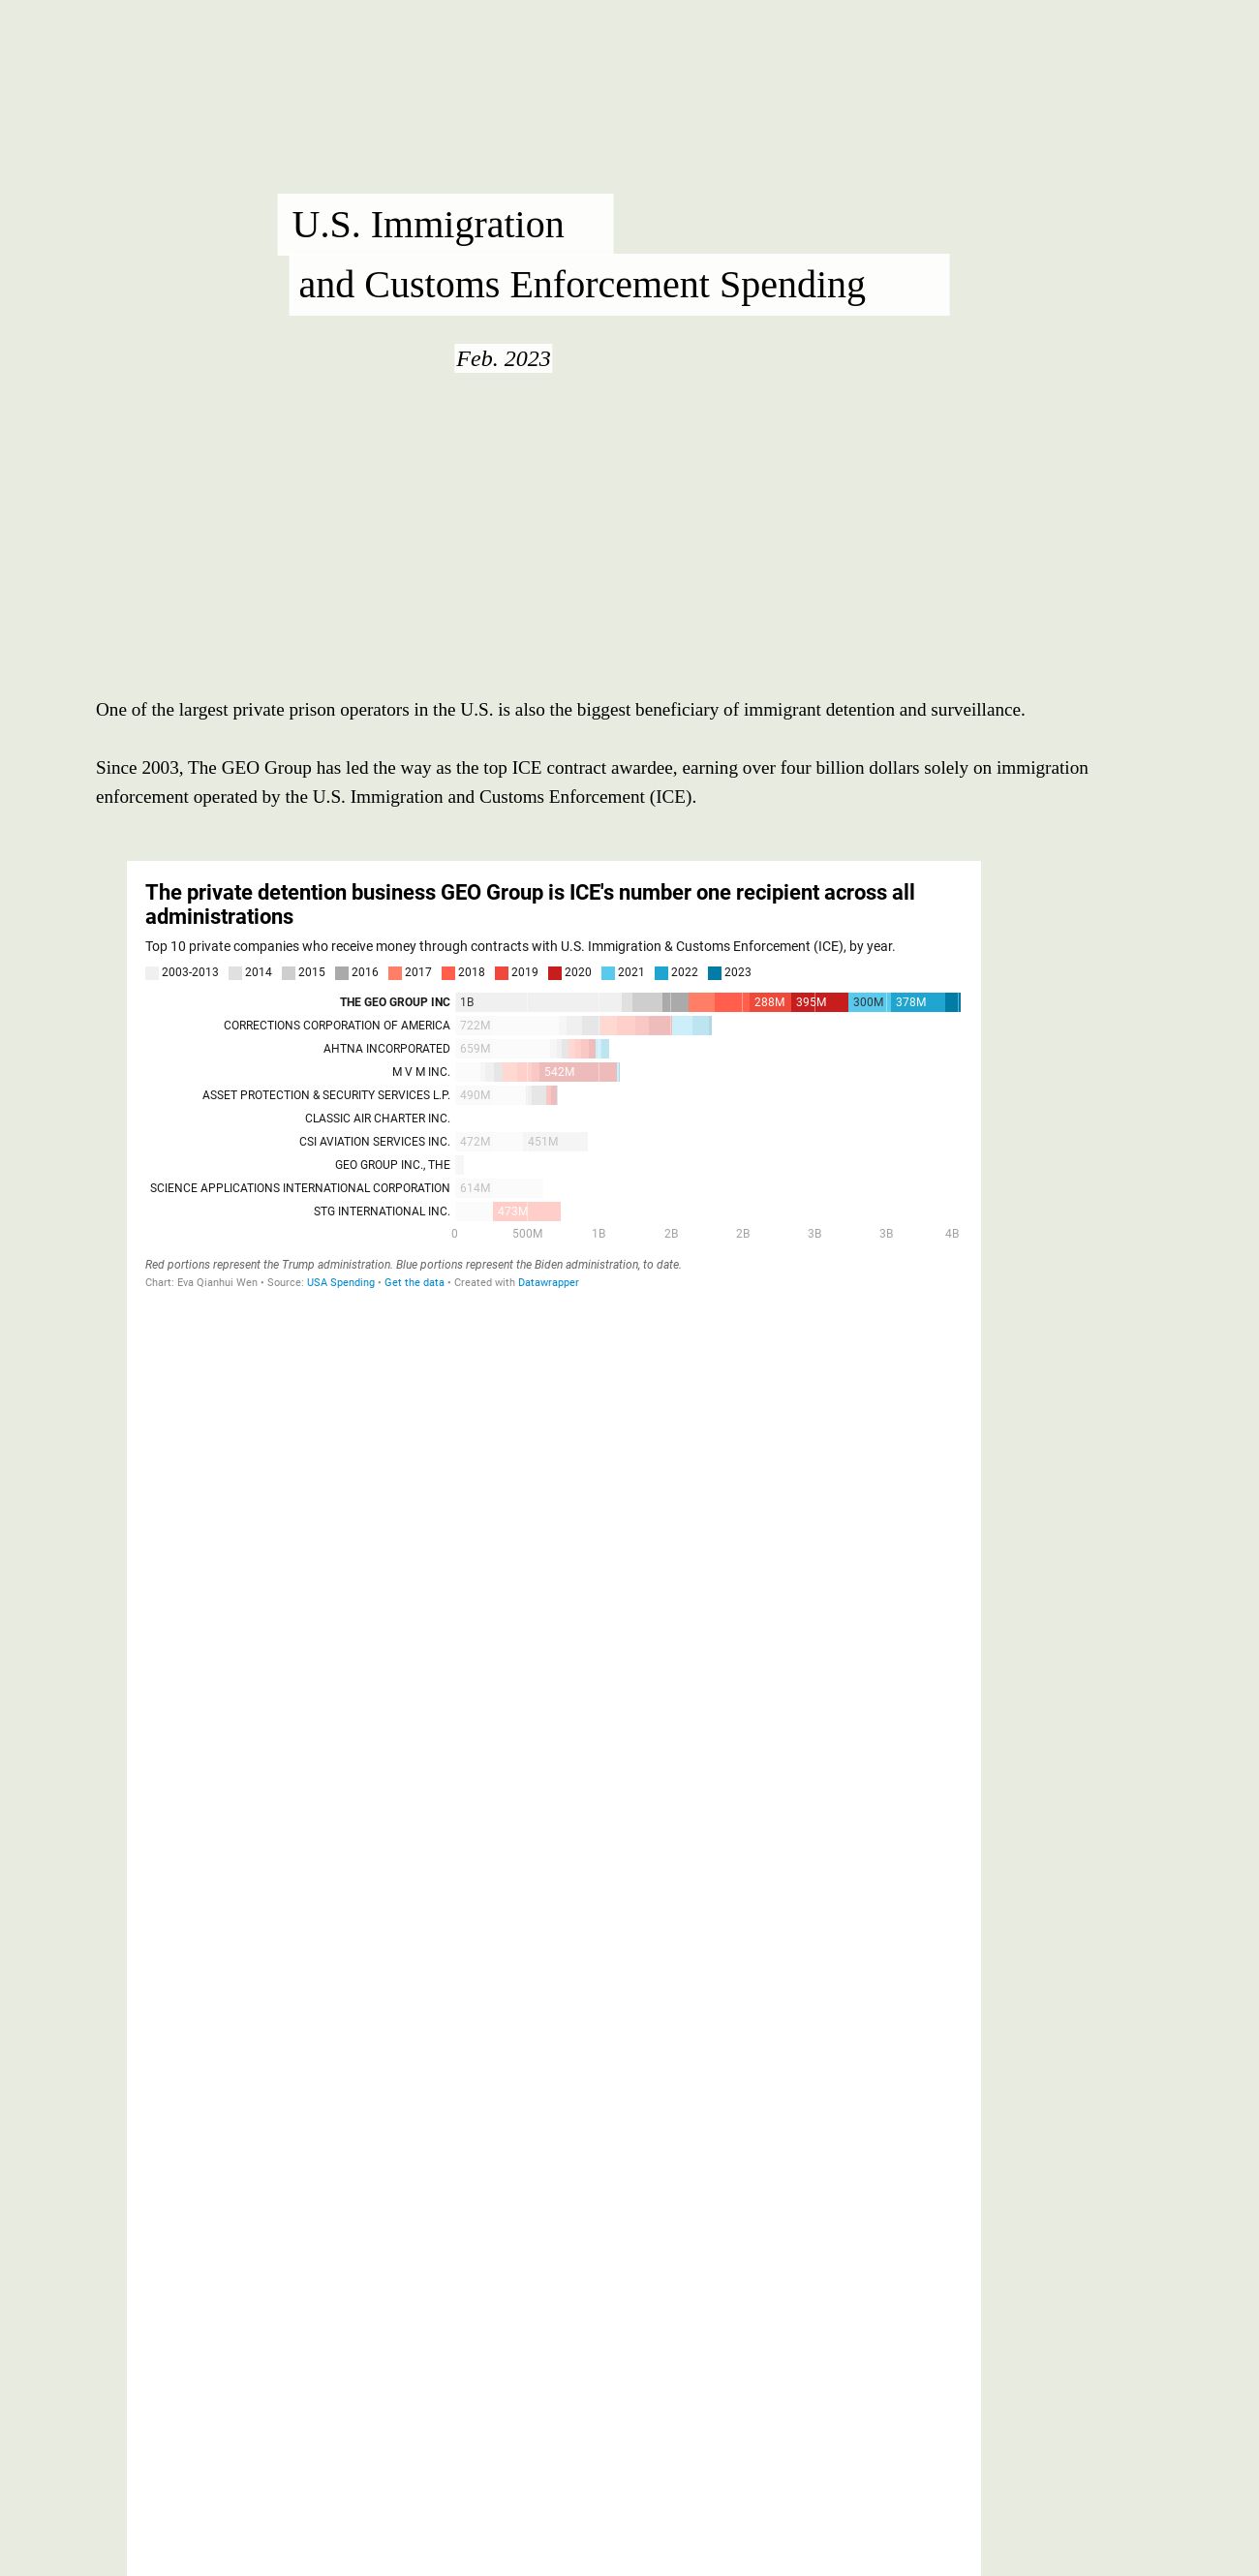 U.S. Immigration
and Customs Enforcement Spending
Feb. 2023
One of the largest private prison operators in the U.S. is also the biggest beneficiary of immigrant detention and surveillance.
Since 2003, The GEO Group has led the way as the top ICE contract awardee, earning over four billion dollars solely on immigration
enforcement operated by the U.S. Immigration and Customs Enforcement (ICE).
The private detention business GEO Group is ICE's number one recipient across all
administrations
Top 10 private companies who receive money through contracts with U.S. Immigration & Customs Enforcement (ICE), by year.
2003-2013 2014 2015 2016 2017 2018 2019 2020 2021 2022 2023
THE GEO GROUP INC 1B 288M 395M 300M 378M
CORRECTIONS CORPORATION OF AMERICA 722M
AHTNA INCORPORATED 659M
M V M INC. 542M
ASSET PROTECTION & SECURITY SERVICES L.P. 490M
CLASSIC AIR CHARTER INC.
CSI AVIATION SERVICES INC. 472M 451M
GEO GROUP INC., THE
SCIENCE APPLICATIONS INTERNATIONAL CORPORATION 614M
STG INTERNATIONAL INC. 473M
0 500M 1B 2B 2B 3B 3B 4B
Red portions represent the Trump administration. Blue portions represent the Biden administration, to date.
Chart: Eva Qianhui Wen • Source: USA Spending • Get the data • Created with Datawrapper